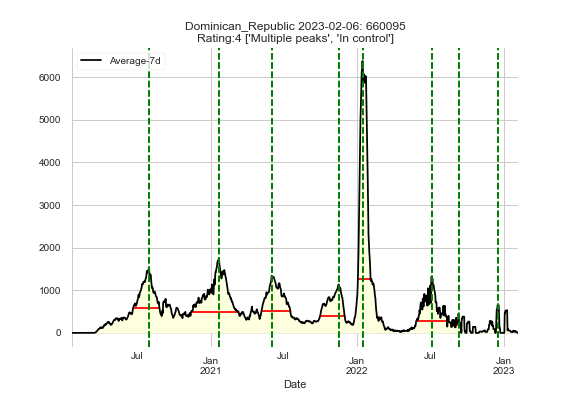 Dominican_Republic 2023-02-06: 660095
Rating:4 ['Multiple peaks', 'In control']
Average-7d
6000
5000
4000
3000
2000
1000
0
Jul
Jan
2021
Jul
Jan
2022
Jul
Jan
2023
Date